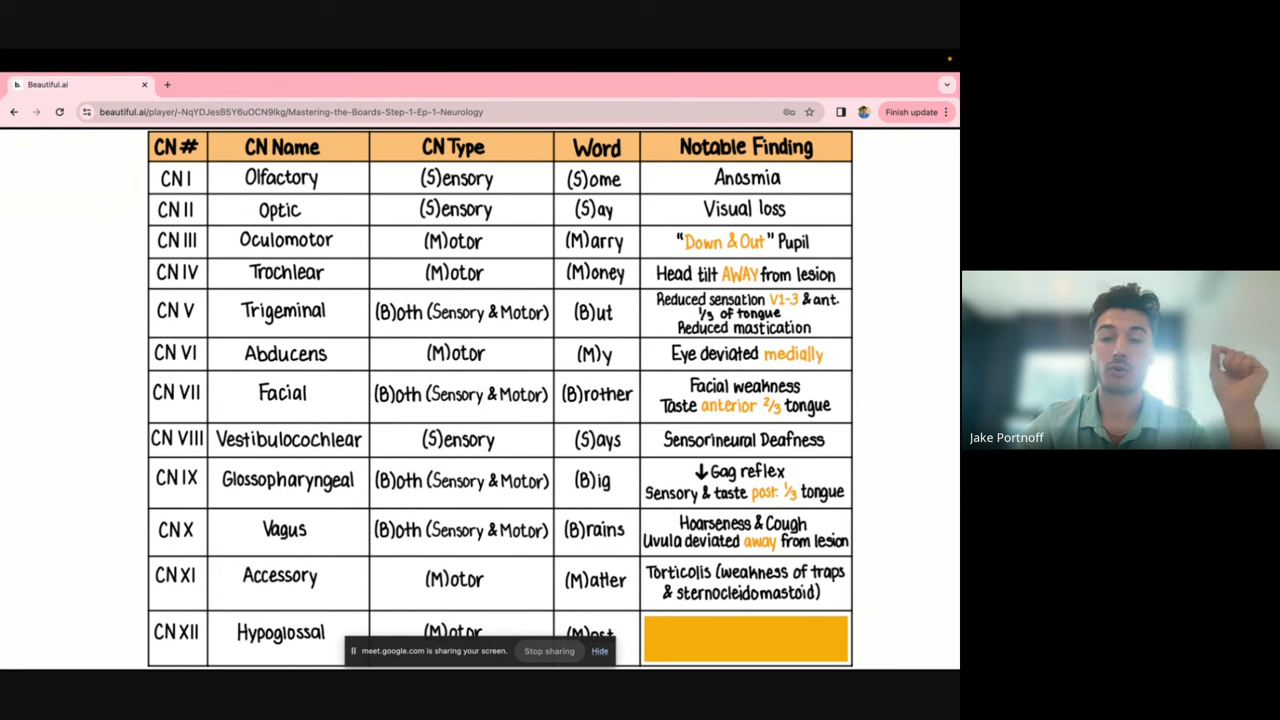 b. Beautiful.ai
beautiful.ai/player/-NqYDJesB5Y6uOCN9lkg/Mastering-the-Boards-Step-1-Ep-1-Neurology
Finish update
CN # CN Name CN Type Word Notable Finding
CN I Olfactory (S)ensory (S)ome Anosmia
CN II Optic (S)ensory (S)ay Visual loss
CN III Oculomotor (M)otor (M)arry "Down & Out" Pupil
CN IV Trochlear (M)otor (M)oney Head tilt AWAY from lesion
CN V Trigeminal (B)oth (Sensory & Motor) (B)ut Reduced sensation V1-3 & ant.
1/3 of tongue
Reduced mastication
CN VI Abducens (M)otor (M)y Eye deviated medially
CN VII Facial (B)oth (Sensory & Motor) (B)rother Facial weakness
Taste anterior 2/3 tongue
CN VIII Vestibulocochlear (S)ensory (S)ays Sensorineural Deafness
CN IX Glossopharyngeal (B)oth (Sensory & Motor) (B)ig ↓ Gag reflex
Sensory & taste post. 1/3 tongue
CN X Vagus (B)oth (Sensory & Motor) (B)rains Hoarseness & Cough
Uvula deviated away from lesion
CN XI Accessory (M)otor (M)atter Torticolis (weakness of traps
& sternocleidomastoid)
CN XII Hypoglossal (M)otor (M)ost
meet.google.com is sharing your screen. Stop sharing Hide
Jake Portnoff